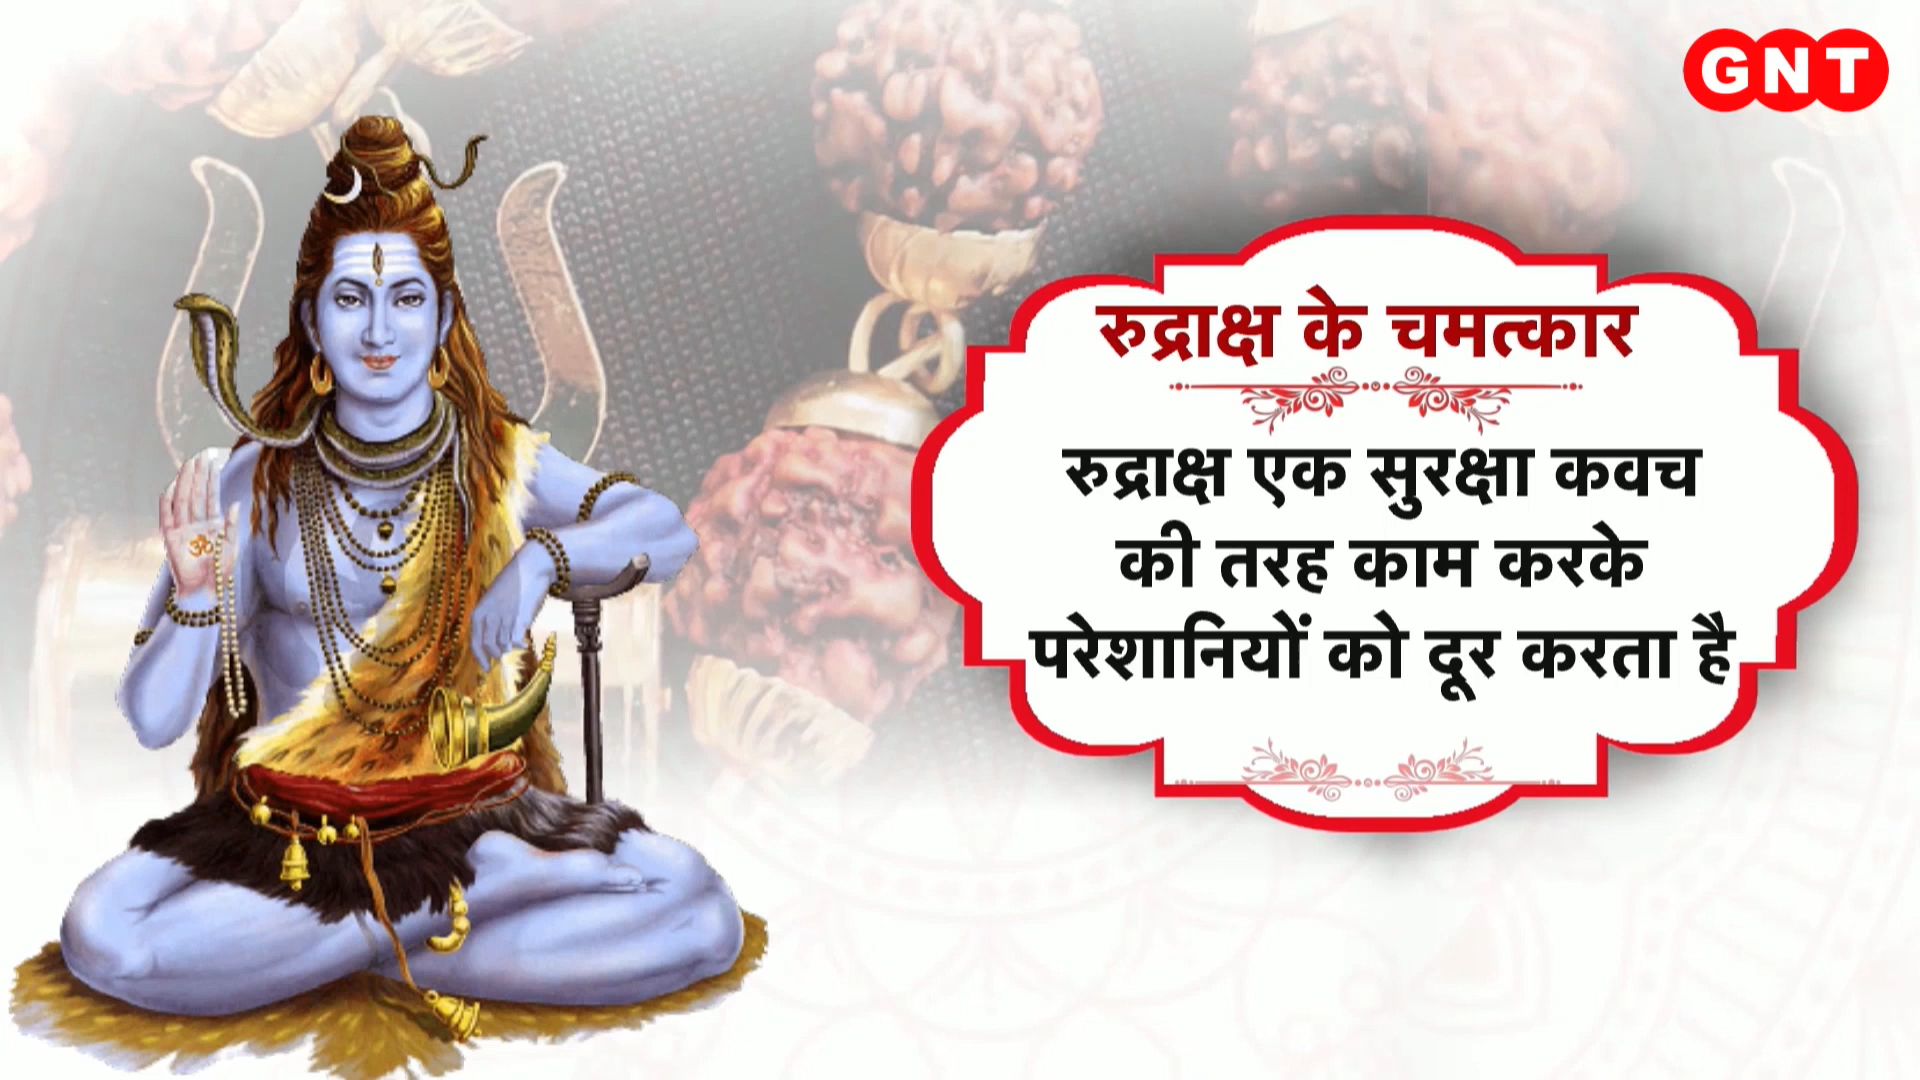 GNT
रुद्राक्ष के चमत्कार
रुद्राक्ष एक सुरक्षा कवच
की तरह काम करके
परेशानियों को दूर करता है
ॐ